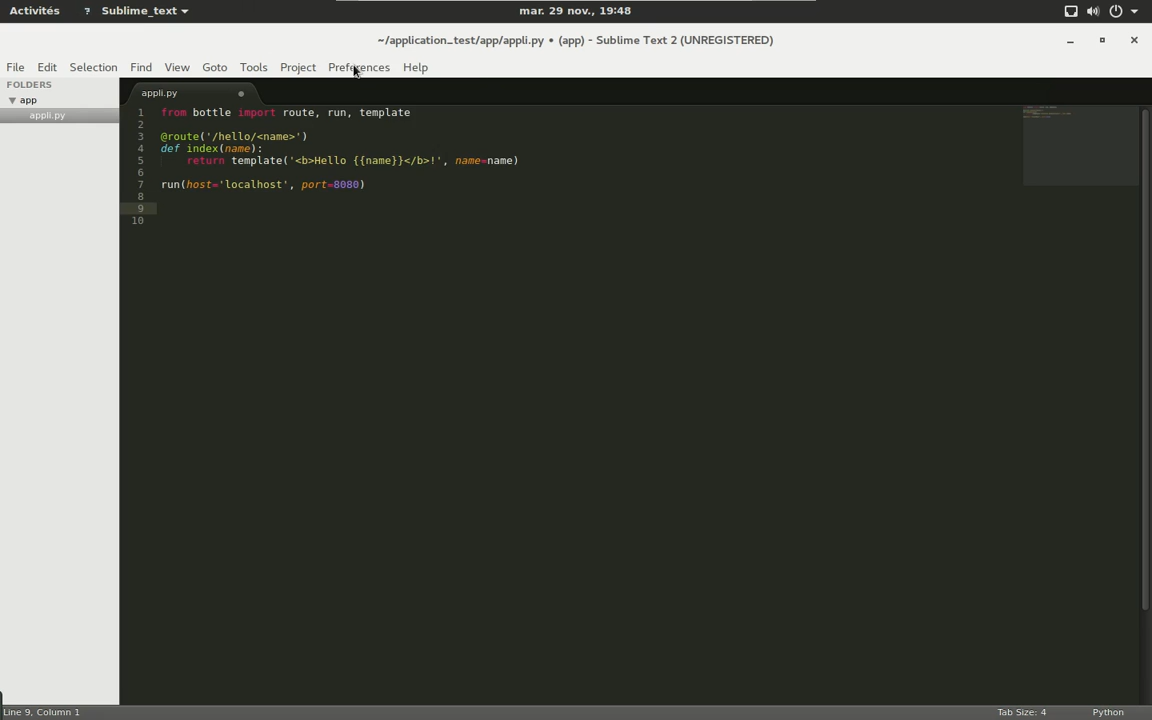 Activités ? Sublime_text mar. 29 nov., 19:48
~/application_test/app/appli.py • (app) - Sublime Text 2 (UNREGISTERED)
File Edit Selection Find View Goto Tools Project Preferences Help
FOLDERS
app
appli.py
appli.py
1 from bottle import route, run, template
2
3 @route('/hello/<name>')
4 def index(name):
5     return template('<b>Hello {{name}}</b>!', name=name)
6
7 run(host='localhost', port=8080)
8
9
10
Line 9, Column 1 Tab Size: 4 Python